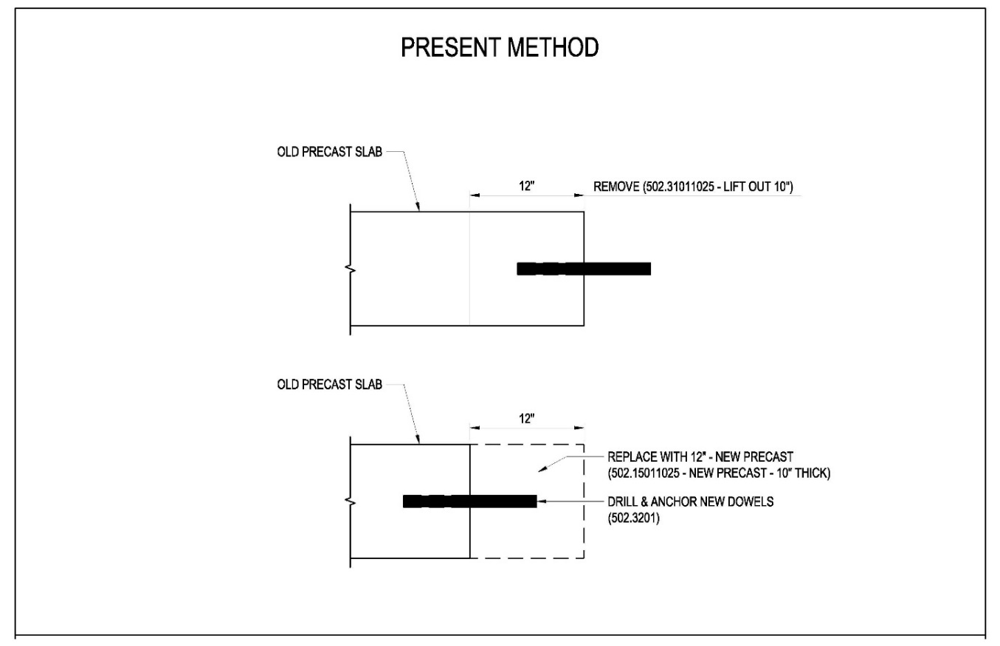 PRESENT METHOD
OLD PRECAST SLAB
12"
REMOVE (502.31011025 - LIFT OUT 10")
OLD PRECAST SLAB
12"
REPLACE WITH 12" - NEW PRECAST
(502.15011025 - NEW PRECAST - 10" THICK)
DRILL & ANCHOR NEW DOWELS
(502.3201)